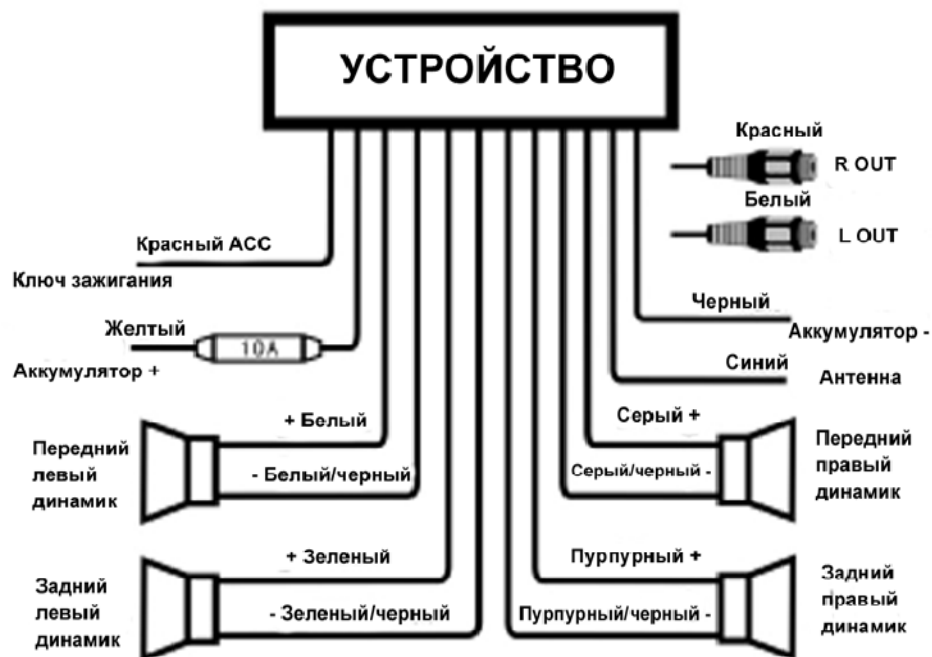 УСТРОЙСТВО
Красный
R OUT
Белый
L OUT
Красный АСС
Ключ зажигания
Черный
Аккумулятор -
Желтый
10A
Аккумулятор +
Синий
Антенна
+ Белый
Передний
левый
динамик
- Белый/черный
Серый +
Передний
правый
динамик
Серый/черный -
+ Зеленый
Задний
левый
динамик
- Зеленый/черный
Пурпурный +
Задний
правый
динамик
Пурпурный/черный -